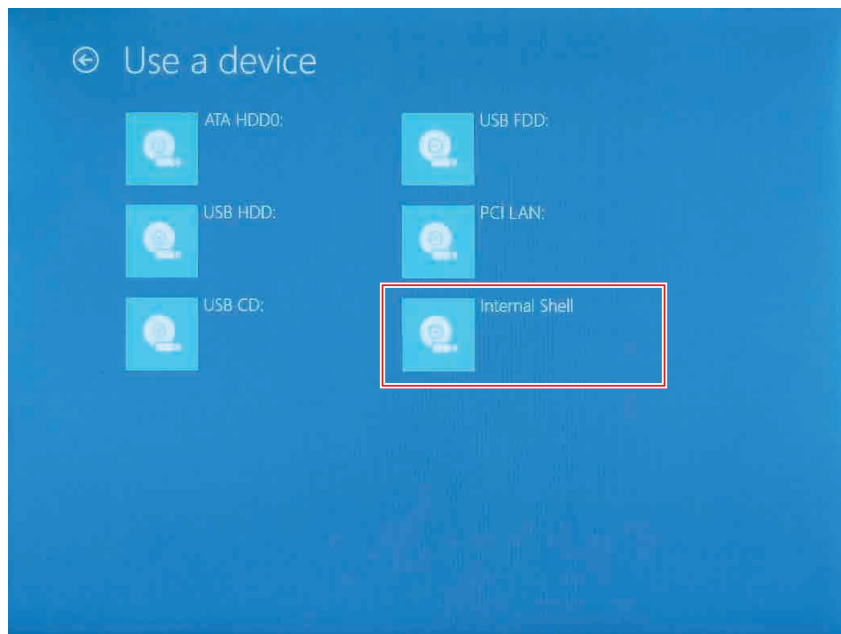 Use a device
ATA HDD0:
USB FDD:
USB HDD:
PCI LAN:
USB CD:
Internal Shell